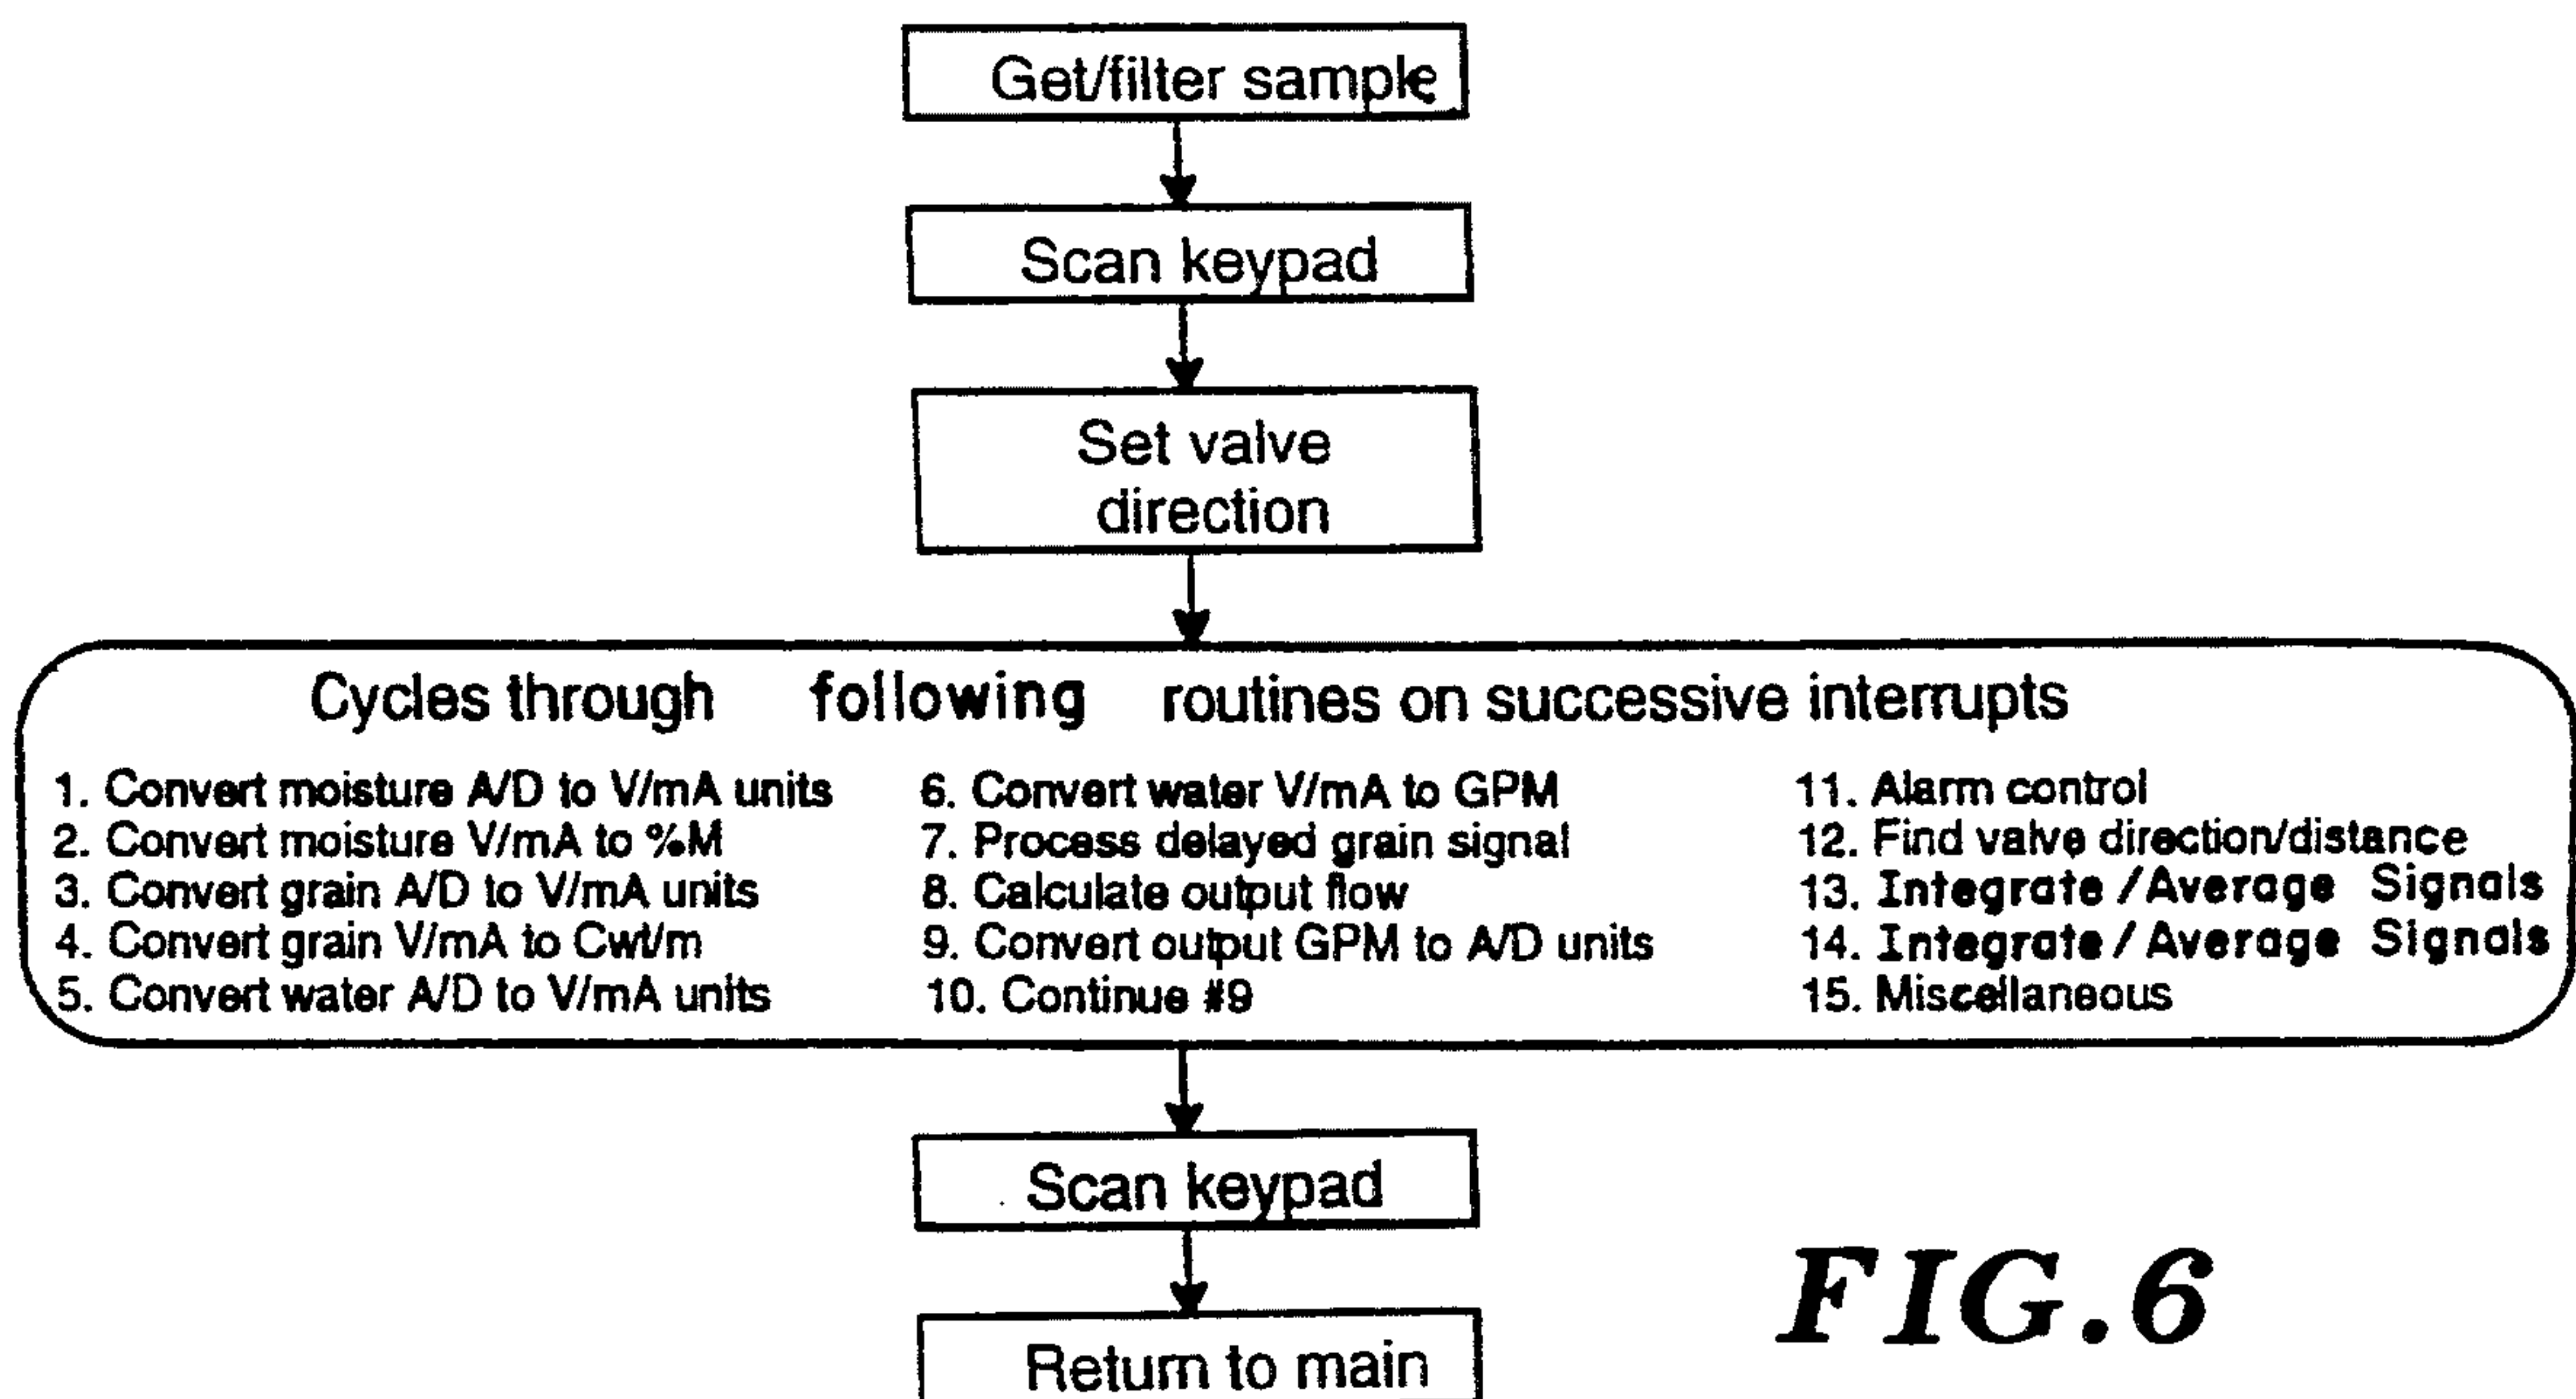 Get/filter sample
Scan keypad
Set valve
direction
Cycles through following routines on successive interrupts
1. Convert moisture A/D to V/mA units
2. Convert moisture V/mA to %M
3. Convert grain A/D to V/mA units
4. Convert grain V/mA to Cwt/m
5. Convert water A/D to V/mA units
6. Convert water V/mA to GPM
7. Process delayed grain signal
8. Calculate output flow
9. Convert output GPM to A/D units
10. Continue #9
11. Alarm control
12. Find valve direction/distance
13. Integrate/Average Signals
14. Integrate/Average Signals
15. Miscellaneous
Scan keypad
Return to main
FIG.6